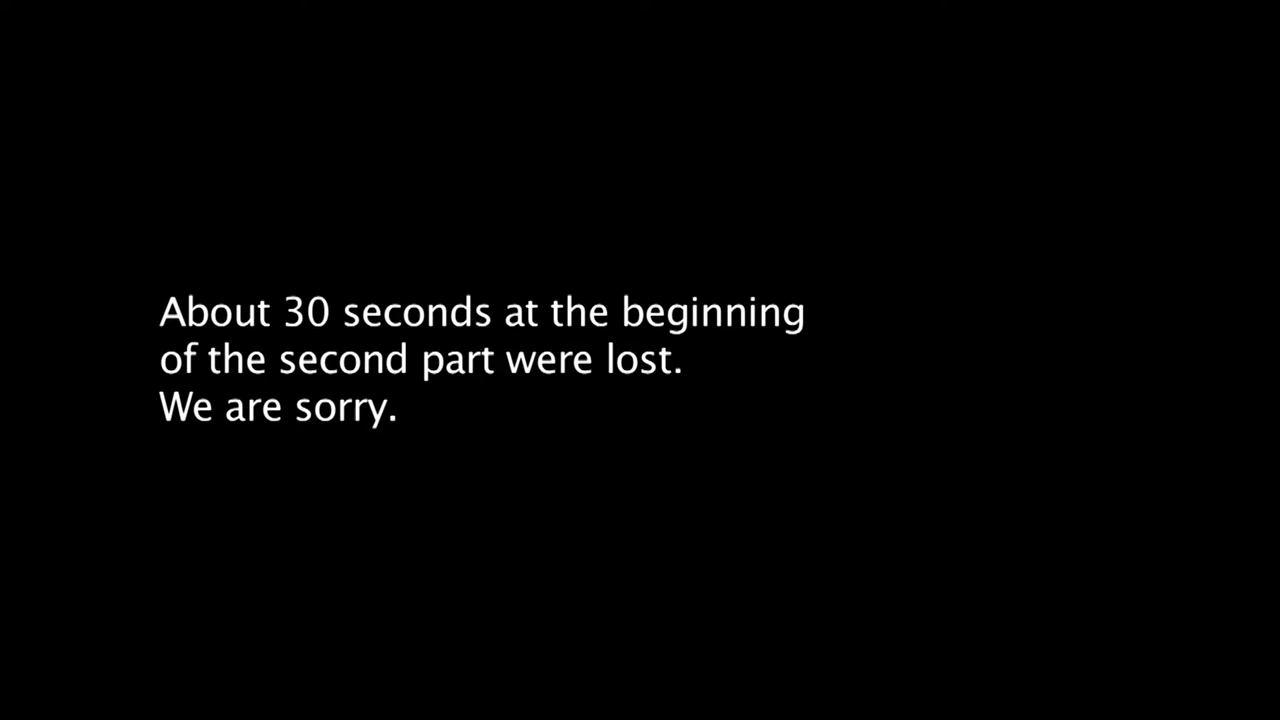 About 30 seconds at the beginning
of the second part were lost.
We are sorry.